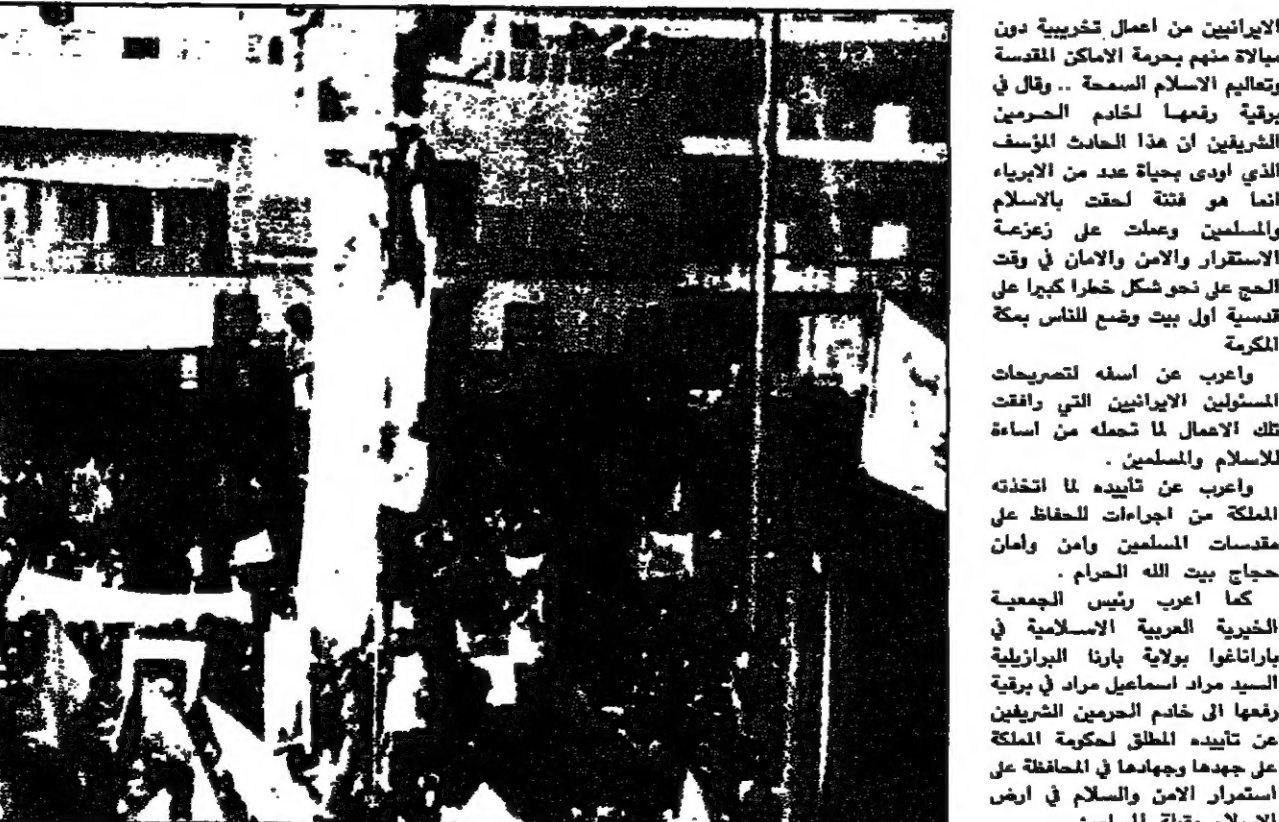 الايرانيين من اعمال تخريبية دون
مبالاة منهم بحرمة الاماكن المقدسة
وتعاليم الاسلام السمحة .. وقال في
برقية رفعها لخادم الحرمين
الشريفين ان هذا الحادث المؤسف
الذي اودى بحياة عدد من الابرياء
انما هو فتنة لحقت بالاسلام
والمسلمين وعملت على زعزعة
الاستقرار والامن والامان في وقت
الحج على نحو شكل خطرا كبيرا على
قدسية اول بيت وضع للناس بمكة
المكرمة
واعرب عن اسفه لتصريحات
المسئولين الايرانيين التي رافقت
تلك الاعمال لما تحمله من اساءة
للاسلام والمسلمين .
واعرب عن تأييده لما اتخذته
المملكة من اجراءات للحفاظ على
مقدسات المسلمين وامن وأمان
حجاج بيت الله الحرام .
كما اعرب رئيس الجمعية
الخيرية العربية الاسلامية في
باراناغوا بولاية بارنا البرازيلية
السيد مراد اسماعيل مراد في برقية
رفعها الى خادم الحرمين الشريفين
عن تأييده المطلق لحكومة المملكة
على جهدها وجهادها في المحافظة على
استمرار الامن والسلام في ارض